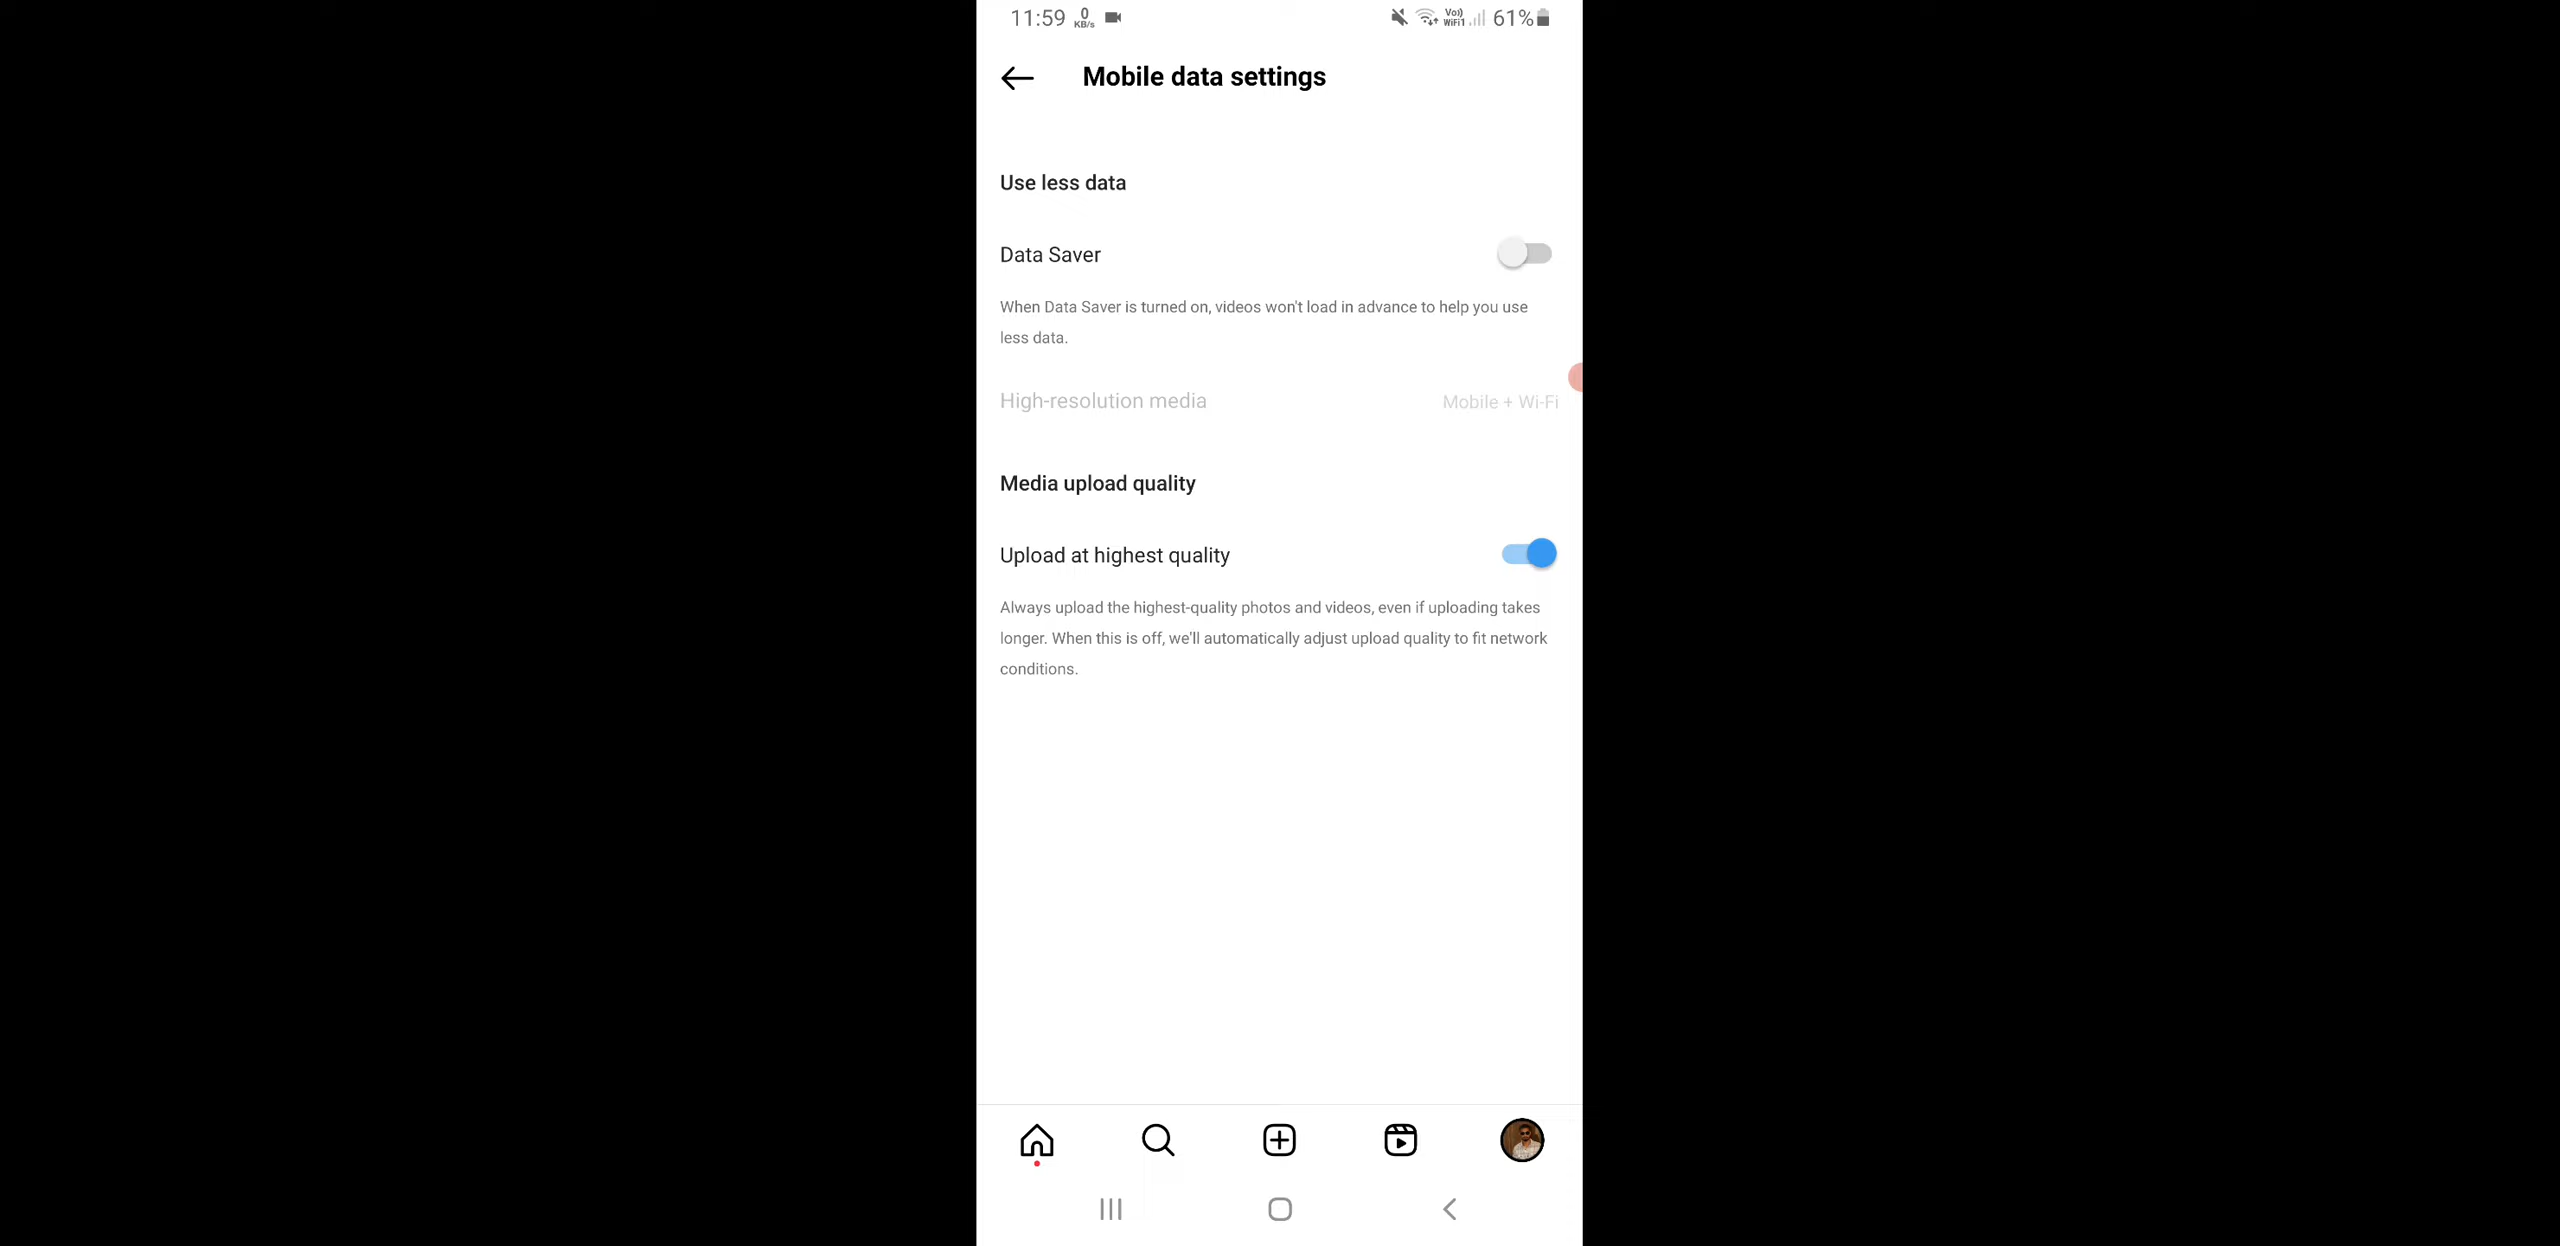 11:59 0 KB/s Vo)) WiFi1 61%
Mobile data settings
Use less data
Data Saver
When Data Saver is turned on, videos won't load in advance to help you use
less data.
High-resolution media Mobile + Wi-Fi
Media upload quality
Upload at highest quality
Always upload the highest-quality photos and videos, even if uploading takes
longer. When this is off, we'll automatically adjust upload quality to fit network
conditions.